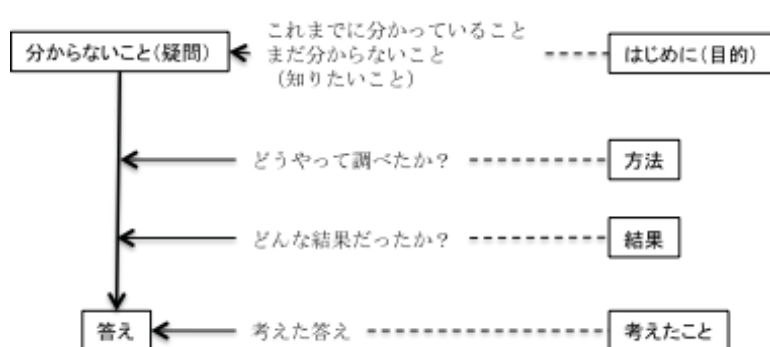 これまでに分かっていること
分からないこと(疑問)
まだ分からないこと
はじめに(目的)
(知りたいこと)
どうやって調べたか?
方法
どんな結果だったか?
結果
答え
考えた答え
考えたこと